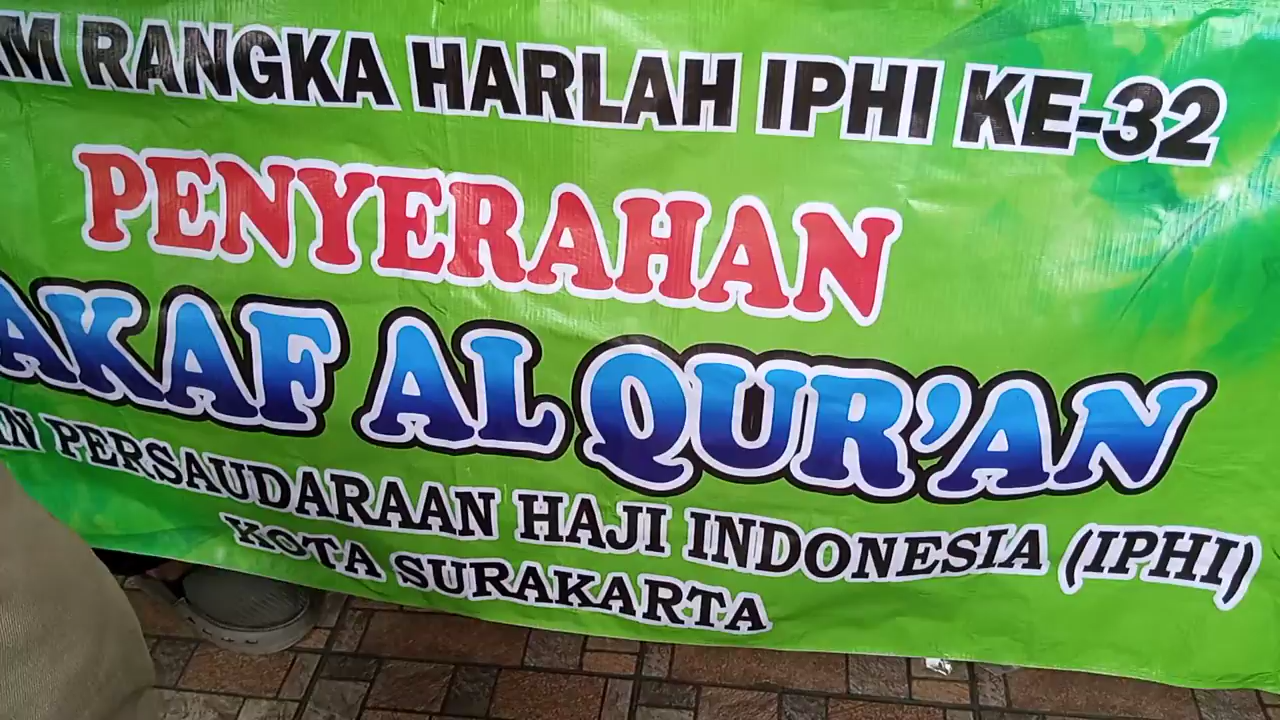 RANGKA HARLAH IPHI KE-32
PENYERAHAN
AKAF AL QUR'AN
PERSAUDARAAN HAJI INDONESIA (IPHI)
KOTA SURAKARTA